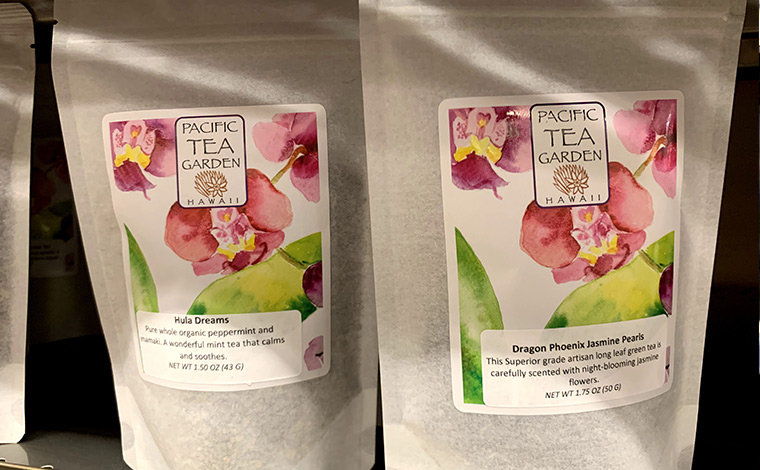 PACIFIC
TEA
GARDEN
HAWAII
Hula Dreams
Pure whole organic peppermint and
mamaki. A wonderful mint tea that calms
and soothes.
NET WT 1.50 OZ (43 G)
PACIFIC
TEA
GARDEN
HAWAII
Dragon Phoenix Jasmine Pearls
This Superior grade artisan long leaf green tea is
carefully scented with night-blooming jasmine
flowers.
NET WT 1.75 OZ (50 G)